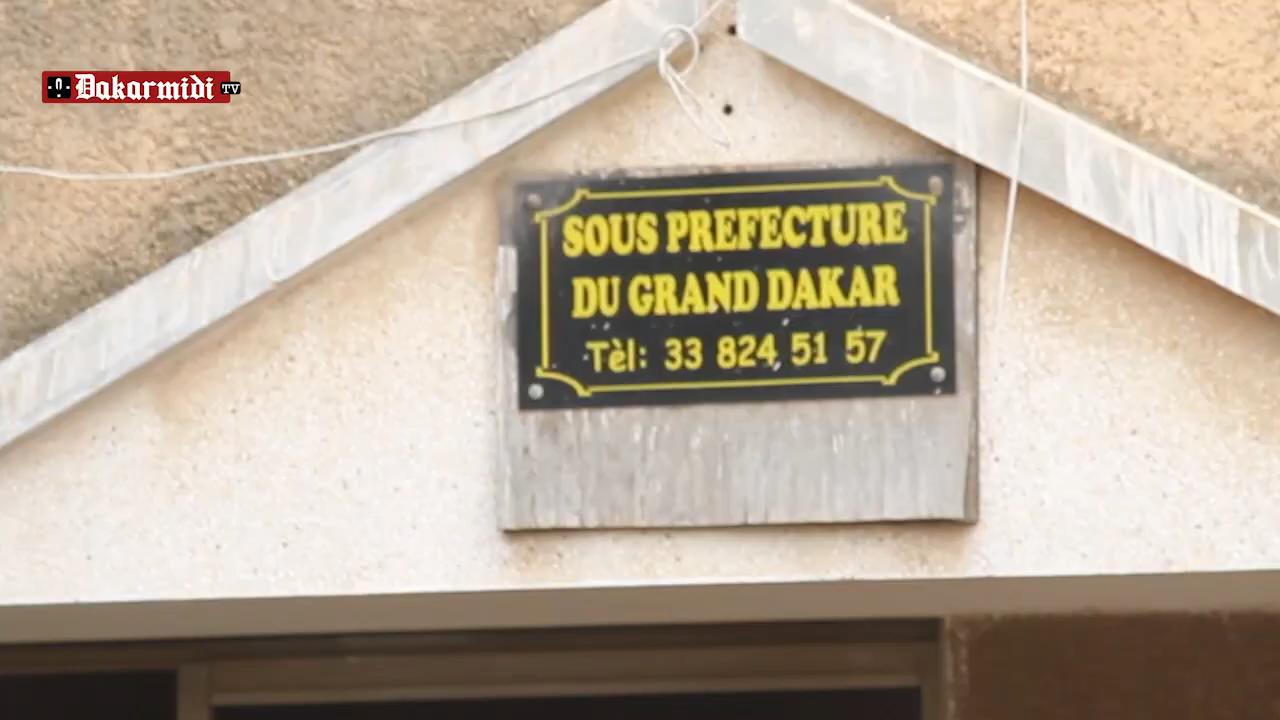 Dakarmidi TV
SOUS PREFECTURE
DU GRAND DAKAR
Tèl: 33 824 51 57